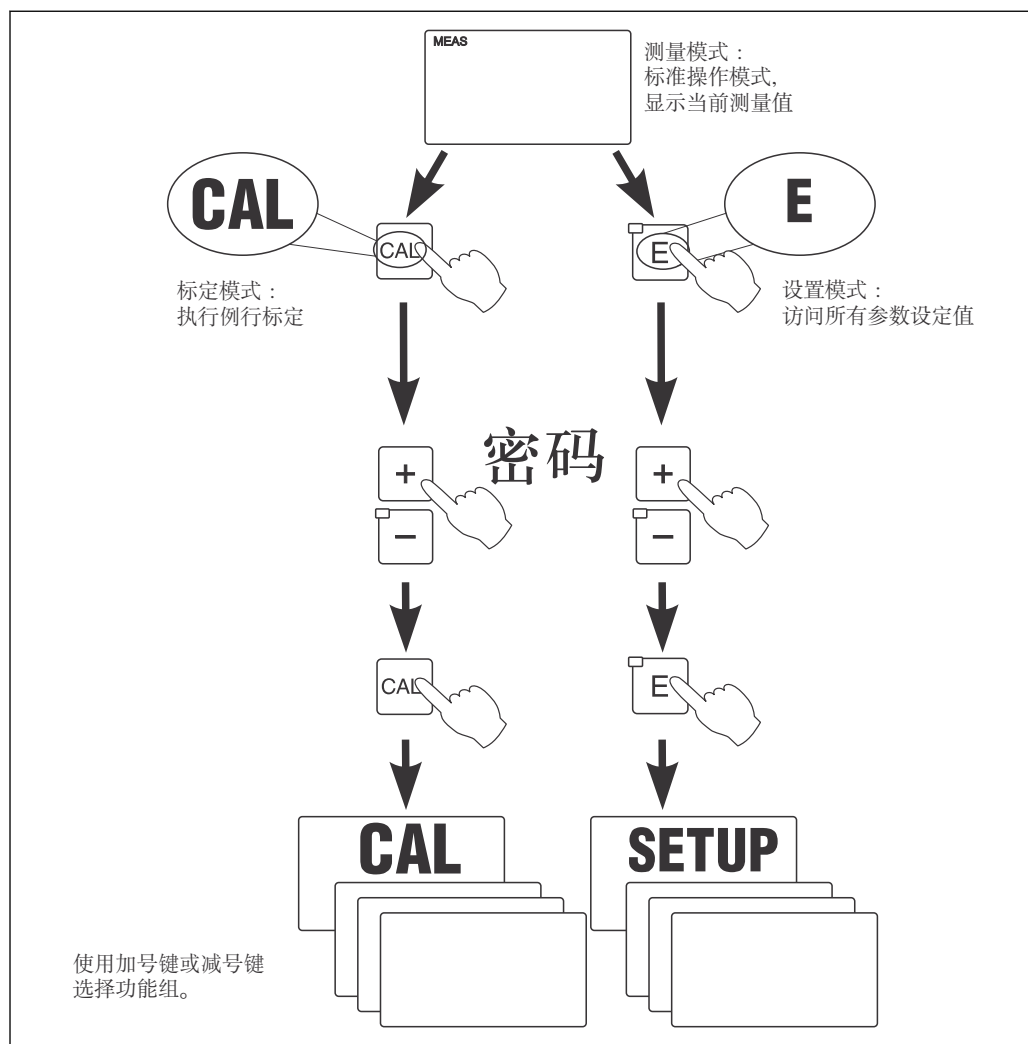 MEAS
测量模式：
标准操作模式,
显示当前测量值
CAL
E
CAL
E
标定模式：
执行例行标定
设置模式：
访问所有参数设定值
密码
+
+
−
−
CAL
E
CAL
SETUP
使用加号键或减号键
选择功能组。